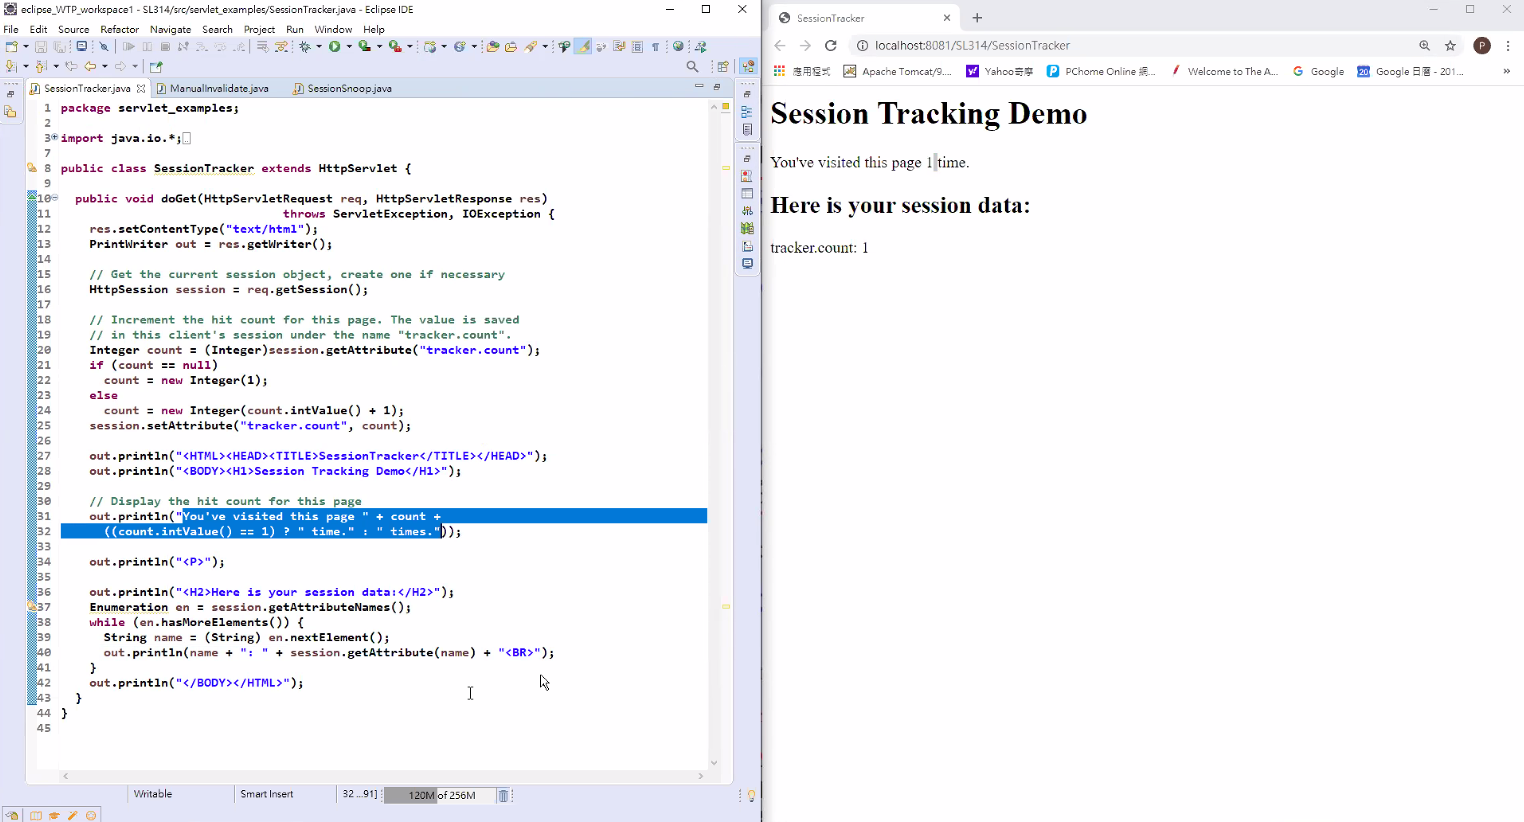 eclipse_WTP_workspace1 - SL314/src/servlet_examples/SessionTracker.java - Eclipse IDE
File Edit Source Refactor Navigate Search Project Run Window Help
SessionTracker.java ManualInvalidate.java SessionSnoop.java
1 package servlet_examples;
2
3 import java.io.*;
7
8 public class SessionTracker extends HttpServlet {
9
10 public void doGet(HttpServletRequest req, HttpServletResponse res)
11 throws ServletException, IOException {
12 res.setContentType("text/html");
13 PrintWriter out = res.getWriter();
14
15 // Get the current session object, create one if necessary
16 HttpSession session = req.getSession();
17
18 // Increment the hit count for this page. The value is saved
19 // in this client's session under the name "tracker.count".
20 Integer count = (Integer)session.getAttribute("tracker.count");
21 if (count == null)
22 count = new Integer(1);
23 else
24 count = new Integer(count.intValue() + 1);
25 session.setAttribute("tracker.count", count);
26
27 out.println("<HTML><HEAD><TITLE>SessionTracker</TITLE></HEAD>");
28 out.println("<BODY><H1>Session Tracking Demo</H1>");
29
30 // Display the hit count for this page
31 out.println("You've visited this page " + count +
32 ((count.intValue() == 1) ? " time." : " times."));
33
34 out.println("<P>");
35
36 out.println("<H2>Here is your session data:</H2>");
37 Enumeration en = session.getAttributeNames();
38 while (en.hasMoreElements()) {
39 String name = (String) en.nextElement();
40 out.println(name + ": " + session.getAttribute(name) + "<BR>");
41 }
42 out.println("</BODY></HTML>");
43 }
44 }
45
Writable Smart Insert 32 ...91] 120M of 256M
SessionTracker
localhost:8081/SL314/SessionTracker
P
應用程式 Apache Tomcat/9.... Yahoo奇摩 PChome Online 網... Welcome to The A... Google Google 日曆 - 201...
Session Tracking Demo
You've visited this page 1 time.
Here is your session data:
tracker.count: 1